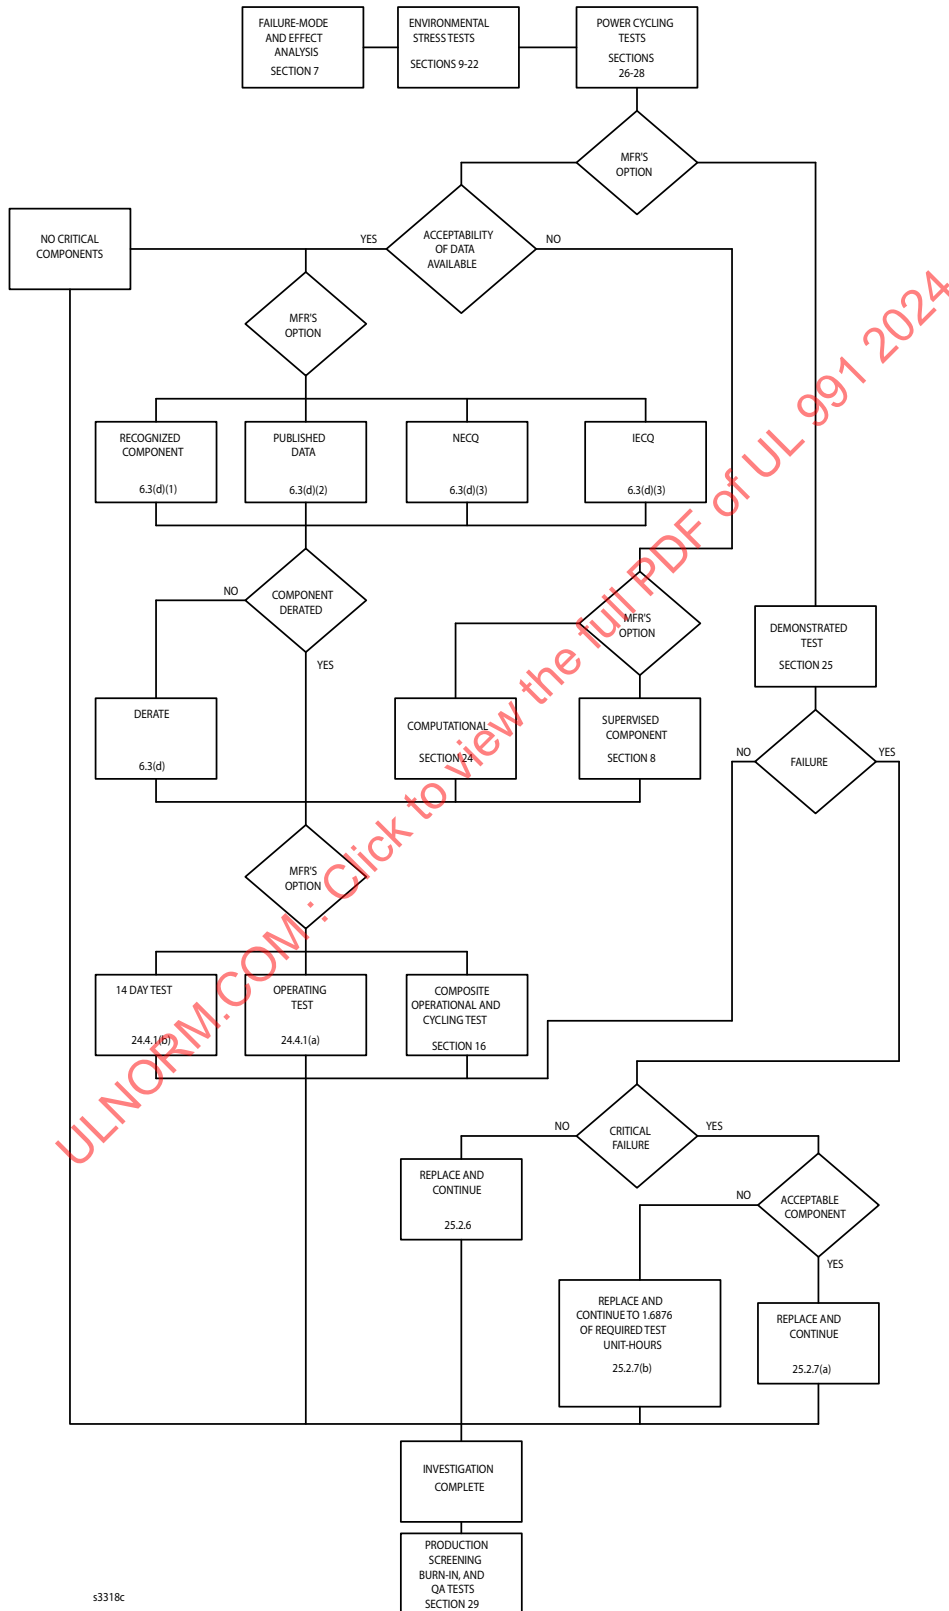 FAILURE-MODE
AND EFFECT
ANALYSIS
SECTION 7
ENVIRONMENTAL
STRESS TESTS
SECTIONS 9-22
POWER CYCLING
TESTS
SECTIONS
26-28
MFR'S
OPTION
NO CRITICAL
COMPONENTS
YES
ACCEPTABILITY
OF DATA
AVAILABLE
NO
MFR'S
OPTION
RECOGNIZED
COMPONENT
6.3(d)(1)
PUBLISHED
DATA
6.3(d)(2)
NECQ
6.3(d)(3)
IECQ
6.3(d)(3)
NO
COMPONENT
DERATED
YES
MFR'S
OPTION
DEMONSTRATED
TEST
SECTION 25
DERATE
6.3(d)
COMPUTATIONAL
SECTION 24
SUPERVISED
COMPONENT
SECTION 8
NO
FAILURE
YES
MFR'S
OPTION
14 DAY TEST
24.4.1(b)
OPERATING
TEST
24.4.1(a)
COMPOSITE
OPERATIONAL AND
CYCLING TEST
SECTION 16
NO
CRITICAL
FAILURE
YES
REPLACE AND
CONTINUE
25.2.6
NO
ACCEPTABLE
COMPONENT
YES
REPLACE AND
CONTINUE TO 1.6876
OF REQUIRED TEST
UNIT-HOURS
25.2.7(b)
REPLACE AND
CONTINUE
25.2.7(a)
INVESTIGATION
COMPLETE
PRODUCTION
SCREENING
BURN-IN, AND
QA TESTS
SECTION 29
s3318c
ULNORM.COM : Click to view the full PDF of UL 991 2024